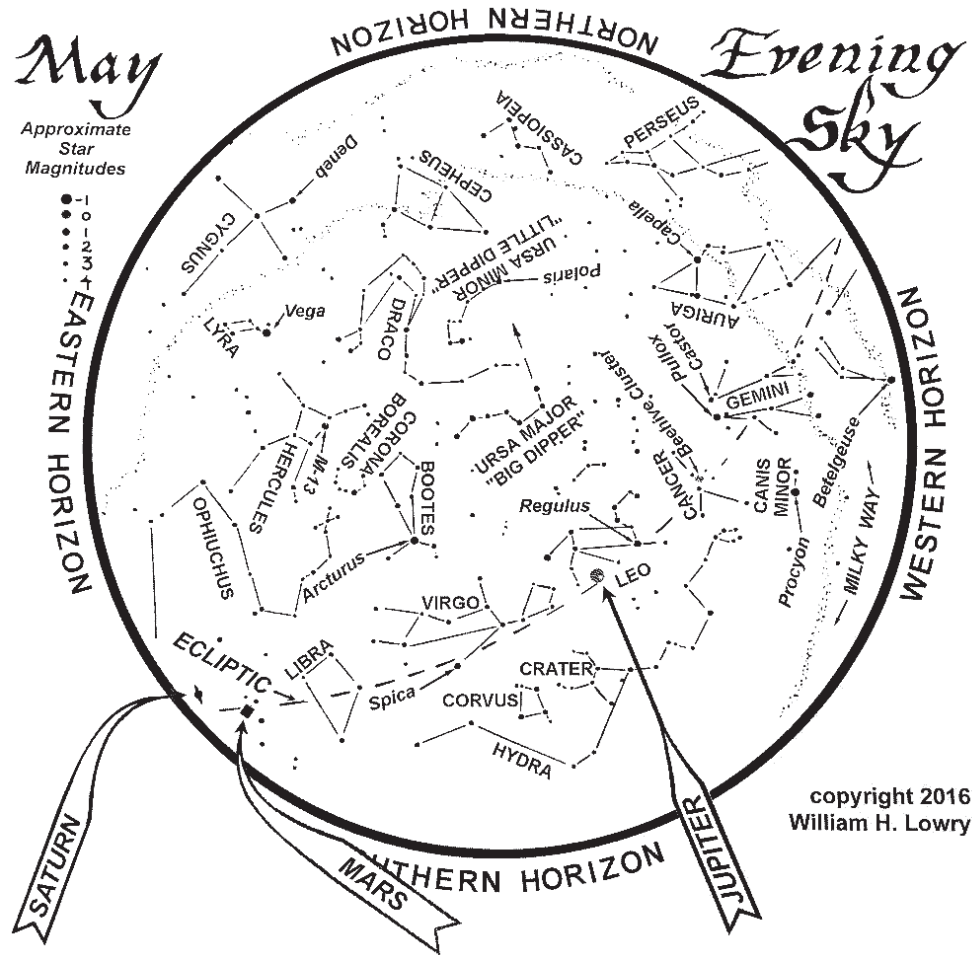 May
Evening
Sky
Approximate
Star
Magnitudes
-1
0
1
2
3
4
NORTHERN HORIZON
EASTERN HORIZON
WESTERN HORIZON
CASSIOPEIA
PERSEUS
Deneb
CEPHEUS
CYGNUS
Capella
URSA MINOR
"LITTLE DIPPER"
Polaris
AURIGA
Vega
LYRA
DRACO
Castor
Pullox
GEMINI
Beehive Cluster
CANCER
URSA MAJOR
"BIG DIPPER"
CORONA
BOREALIS
M-13
HERCULES
BOOTES
OPHIUCHUS
Arcturus
Regulus
LEO
CANIS
MINOR
Procyon
Betelgeuse
MILKY WAY
VIRGO
ECLIPTIC
LIBRA
Spica
CRATER
CORVUS
HYDRA
SATURN
MARS
JUPITER
THERN HORIZON
copyright 2016
William H. Lowry